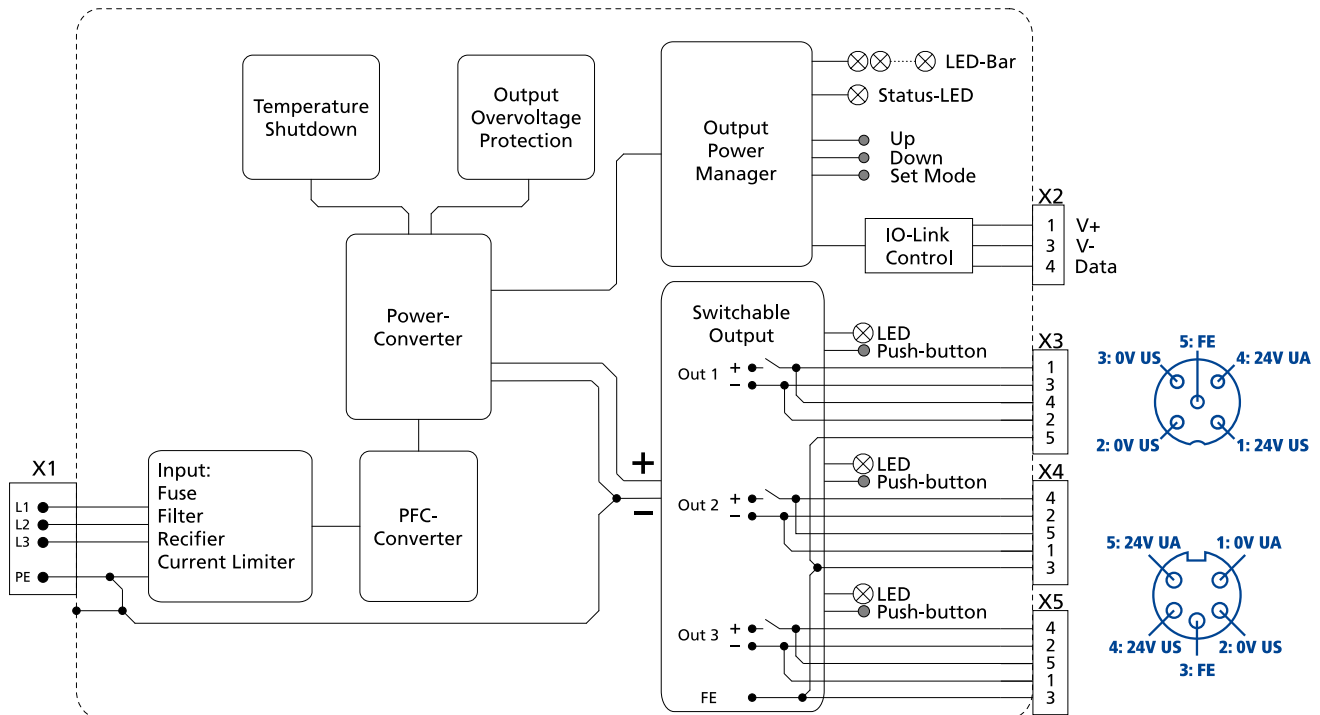 Temperature
Shutdown
Output
Overvoltage
Protection
Output
Power
Manager
LED-Bar
Status-LED
Up
Down
Set Mode
IO-Link
Control
X2
1 V+
3 V-
4 Data
Power-
Converter
Switchable
Output
LED
Push-button
Out 1 + −
X3
1
3
4
2
5
5: FE
3: 0V US
4: 24V UA
2: 0V US
1: 24V US
X1
L1
L2
L3
PE
Input:
Fuse
Filter
Rectifier
Current Limiter
PFC-
Converter
+
−
LED
Push-button
Out 2 + −
X4
4
2
5
1
3
5: 24V UA
1: 0V UA
4: 24V US
2: 0V US
3: FE
LED
Push-button
Out 3 + −
FE
X5
4
2
5
1
3